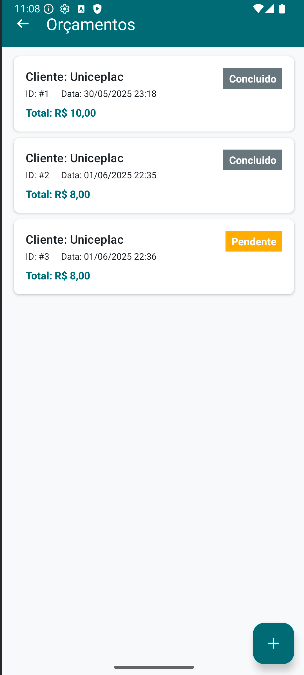 11:08
Orçamentos
Cliente: Uniceplac
Concluído
ID: #1 Data: 30/05/2025 23:18
Total: R$ 10,00
Cliente: Uniceplac
Concluído
ID: #2 Data: 01/06/2025 22:35
Total: R$ 8,00
Cliente: Uniceplac
Pendente
ID: #3 Data: 01/06/2025 22:36
Total: R$ 8,00